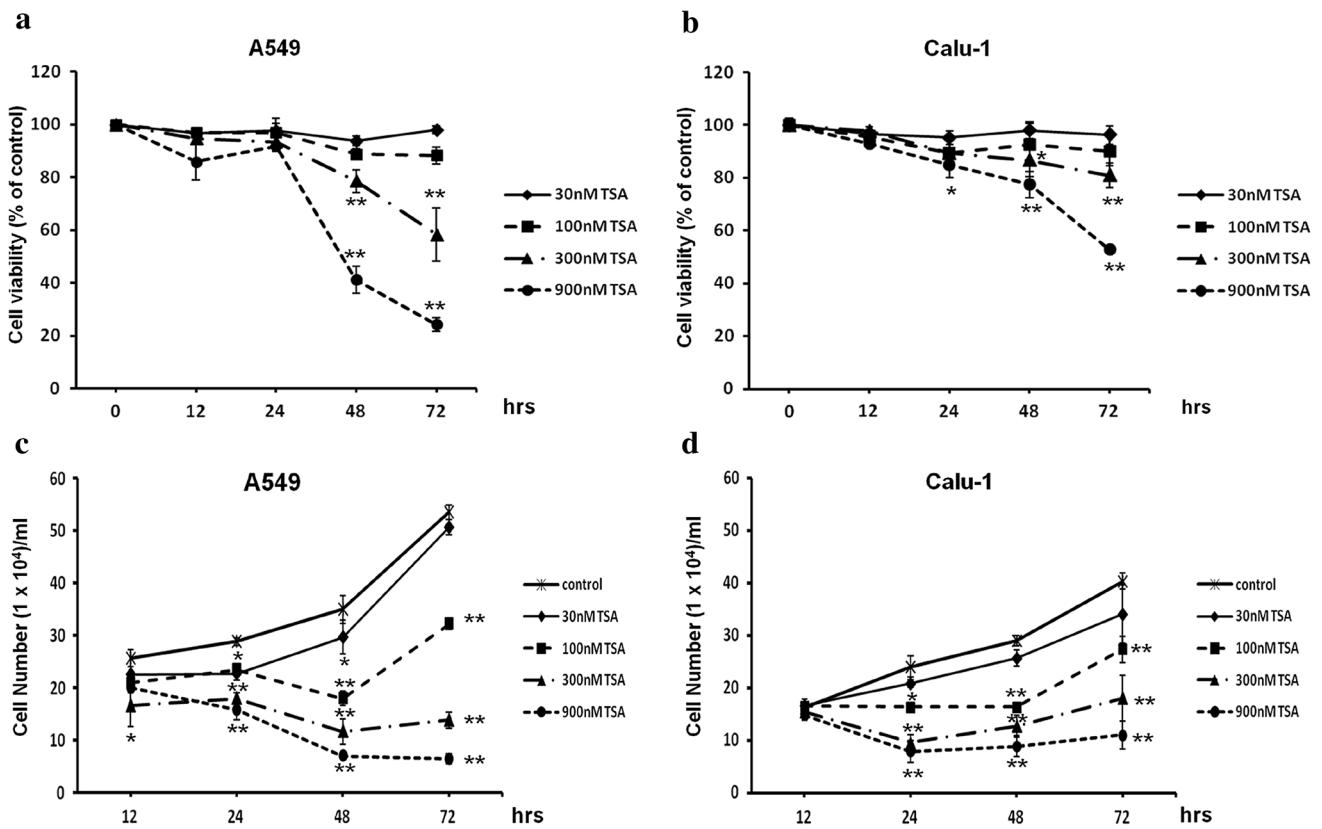 a
A549
Cell viability (% of control)
120
100
80
60
40
20
0
0 12 24 48 72 hrs
** ** ** **
30nM TSA
100nM TSA
300nM TSA
900nM TSA
b
Calu-1
Cell viability (% of control)
120
100
80
60
40
20
0
0 12 24 48 72 hrs
* * ** ** **
30nM TSA
100nM TSA
300nM TSA
900nM TSA
c
A549
Cell Number (1 x 10⁴)/ml
60
50
40
30
20
10
0
12 24 48 72 hrs
* * ** ** * ** ** ** ** ** **
control
30nM TSA
100nM TSA
300nM TSA
900nM TSA
d
Calu-1
Cell Number (1 x 10⁴)/ml
60
50
40
30
20
10
0
12 24 48 72 hrs
* ** ** ** ** ** ** ** **
control
30nM TSA
100nM TSA
300nM TSA
900nM TSA